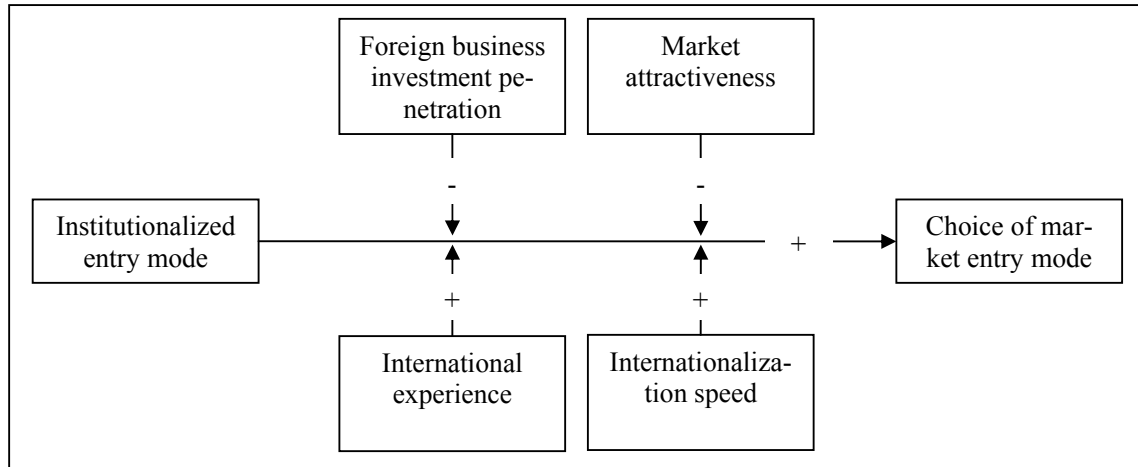 Foreign business
investment pe-
netration
Market
attractiveness
-
-
Institutionalized
entry mode
+
Choice of mar-
ket entry mode
+
+
International
experience
Internationaliza-
tion speed